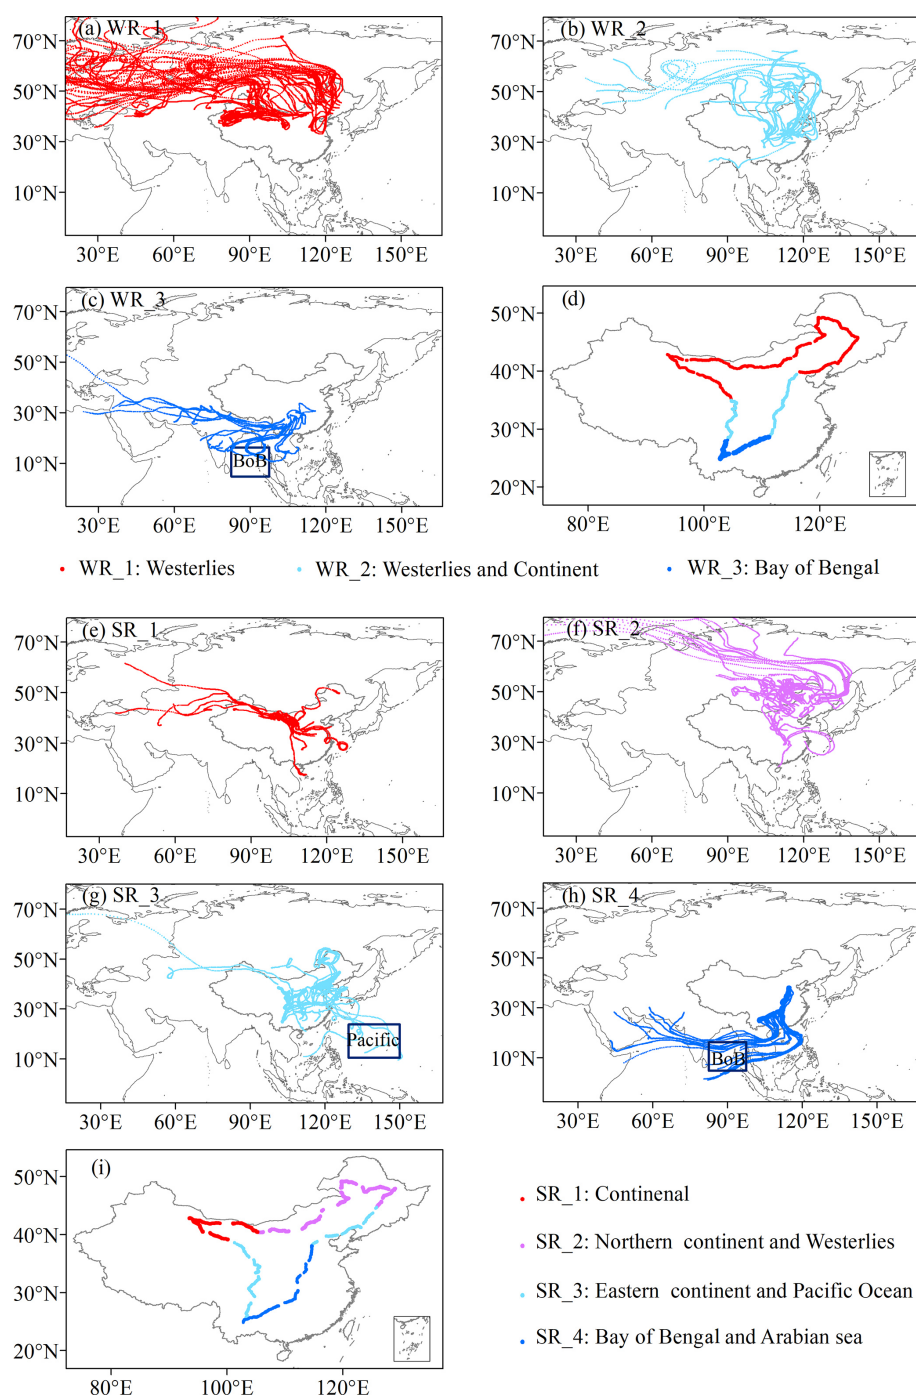 (a) WR_1
70°N
50°N
30°N
10°N
30°E 60°E 90°E 120°E 150°E
(b) WR_2
70°N
50°N
30°N
10°N
30°E 60°E 90°E 120°E 150°E
(c) WR_3
70°N
50°N
30°N
10°N
BoB
30°E 60°E 90°E 120°E 150°E
(d)
50°N
40°N
30°N
20°N
80°E 100°E 120°E
WR_1: Westerlies WR_2: Westerlies and Continent WR_3: Bay of Bengal
(e) SR_1
70°N
50°N
30°N
10°N
30°E 60°E 90°E 120°E 150°E
(f) SR_2
70°N
50°N
30°N
10°N
30°E 60°E 90°E 120°E 150°E
(g) SR_3
70°N
50°N
30°N
10°N
Pacific
30°E 60°E 90°E 120°E 150°E
(h) SR_4
70°N
50°N
30°N
10°N
BoB
30°E 60°E 90°E 120°E 150°E
(i)
50°N
40°N
30°N
20°N
80°E 100°E 120°E
SR_1: Continenal
SR_2: Northern continent and Westerlies
SR_3: Eastern continent and Pacific Ocean
SR_4: Bay of Bengal and Arabian sea